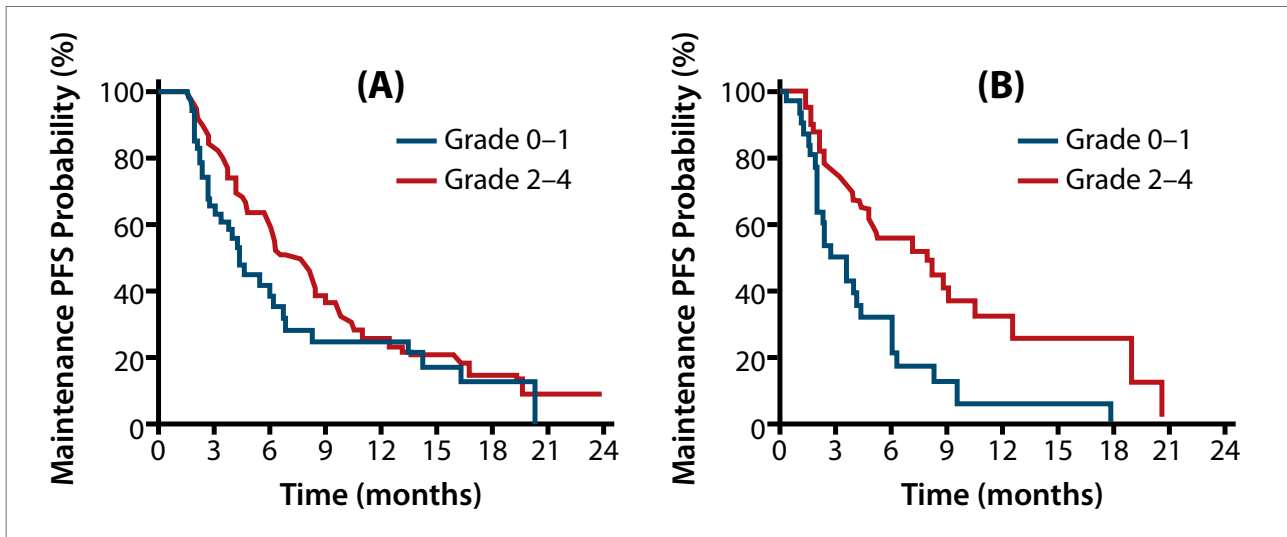 Maintenance PFS Probability (%)
(A)
100
80
60
40
20
0
Grade 0–1
Grade 2–4
0 3 6 9 12 15 18 21 24
Time (months)
Maintenance PFS Probability (%)
(B)
100
80
60
40
20
0
Grade 0–1
Grade 2–4
0 3 6 9 12 15 18 21 24
Time (months)